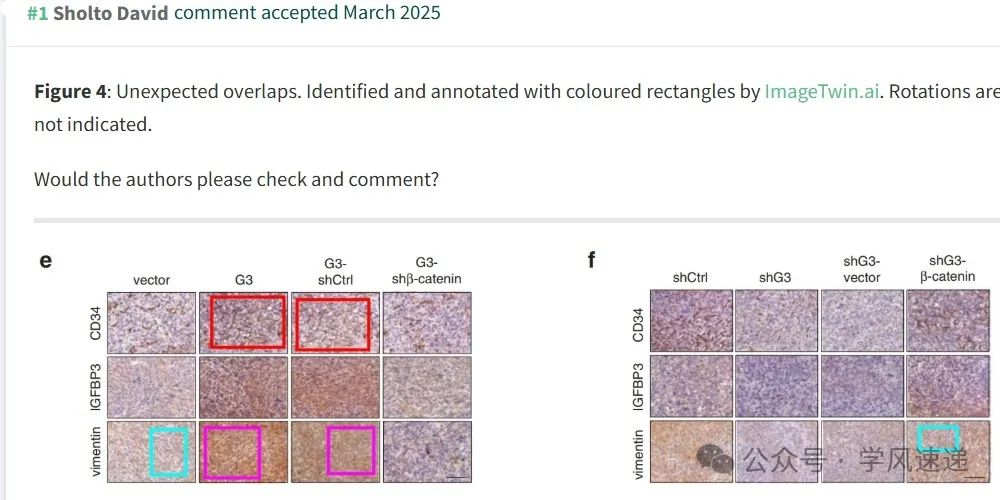 #1 Sholto David comment accepted March 2025
Figure 4: Unexpected overlaps. Identified and annotated with coloured rectangles by ImageTwin.ai. Rotations are
not indicated.
Would the authors please check and comment?
e
vector G3 G3-shCtrl G3-shβ-catenin
CD34
IGFBP3
vimentin
f
shCtrl shG3 shG3-vector shG3-β-catenin
CD34
IGFBP3
vimentin
公众号 · 学风速递